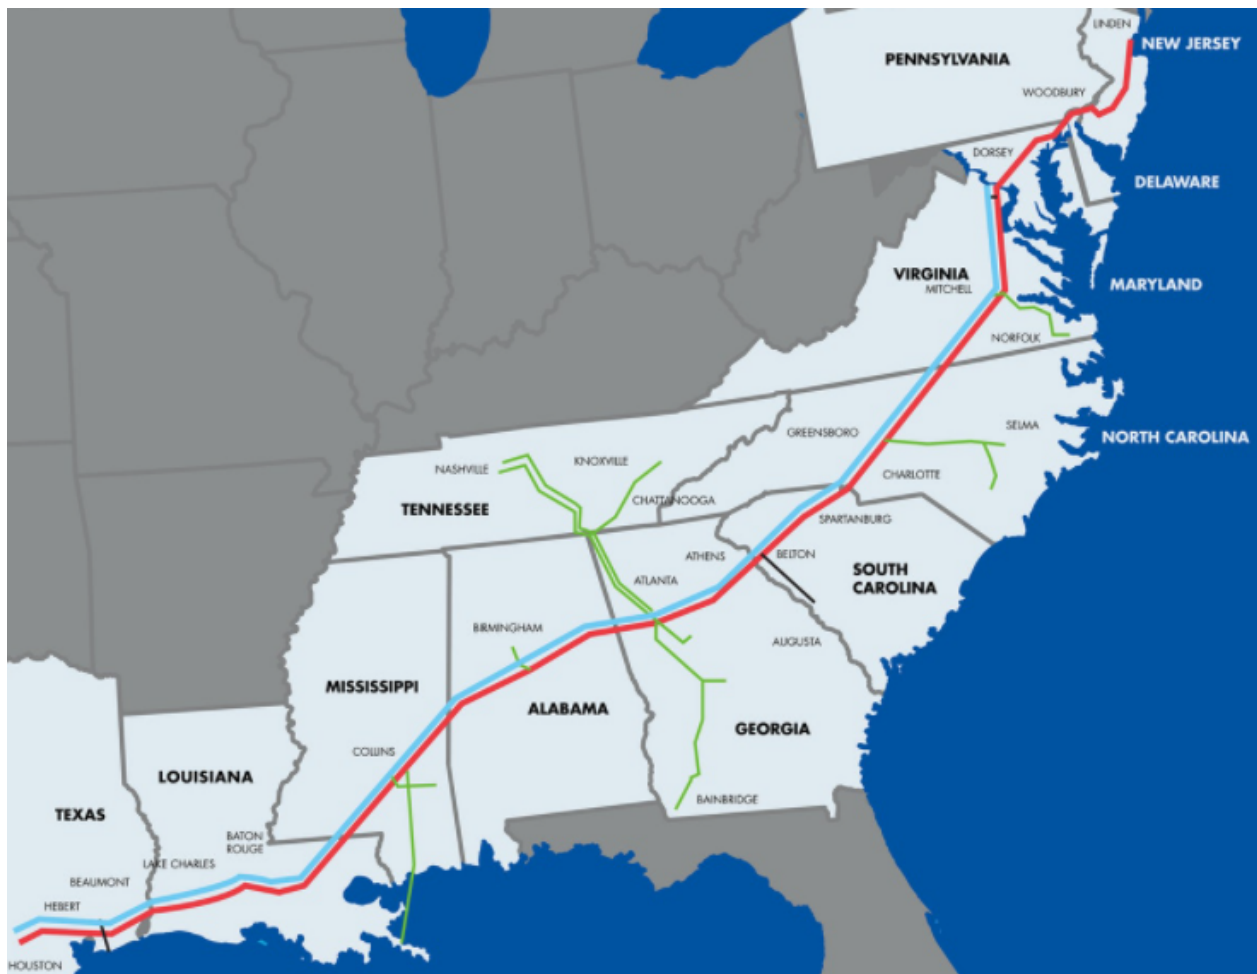 LINDEN
NEW JERSEY
PENNSYLVANIA
WOODBURY
DORSEY
DELAWARE
VIRGINIA
MITCHELL
MARYLAND
NORFOLK
GREENSBORO
SELMA
NORTH CAROLINA
NASHVILLE
KNOXVILLE
CHARLOTTE
CHATTANOOGA
TENNESSEE
SPARTANBURG
ATHENS
BELTON
SOUTH
CAROLINA
ATLANTA
BIRMINGHAM
AUGUSTA
MISSISSIPPI
ALABAMA
GEORGIA
COLLINS
LOUISIANA
BAINBRIDGE
TEXAS
BATON
ROUGE
LAKE CHARLES
BEAUMONT
HEBERT
HOUSTON